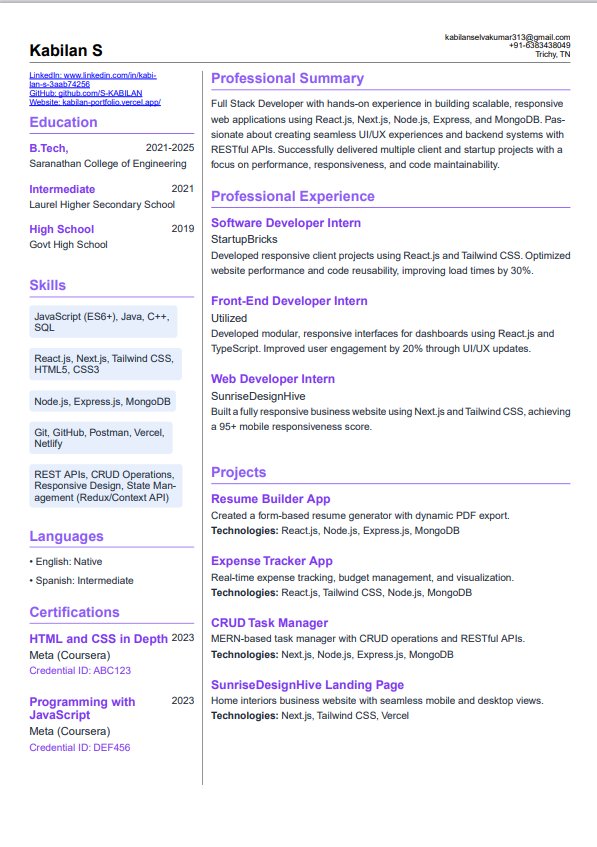 Kabilan S
kabilanselvakumar313@gmail.com
+91-6383438049
Trichy, TN
LinkedIn: www.linkedin.com/in/kabi-
lan-s-3aab74256
GitHub: github.com/S-KABILAN
Website: kabilan-portfolio.vercel.app/
Education
B.Tech, 2021-2025
Saranathan College of Engineering
Intermediate 2021
Laurel Higher Secondary School
High School 2019
Govt High School
Skills
JavaScript (ES6+), Java, C++,
SQL
React.js, Next.js, Tailwind CSS,
HTML5, CSS3
Node.js, Express.js, MongoDB
Git, GitHub, Postman, Vercel,
Netlify
REST APIs, CRUD Operations,
Responsive Design, State Man-
agement (Redux/Context API)
Languages
• English: Native
• Spanish: Intermediate
Certifications
HTML and CSS in Depth 2023
Meta (Coursera)
Credential ID: ABC123
Programming with 2023
JavaScript
Meta (Coursera)
Credential ID: DEF456
Professional Summary
Full Stack Developer with hands-on experience in building scalable, responsive
web applications using React.js, Next.js, Node.js, Express, and MongoDB. Pas-
sionate about creating seamless UI/UX experiences and backend systems with
RESTful APIs. Successfully delivered multiple client and startup projects with a
focus on performance, responsiveness, and code maintainability.
Professional Experience
Software Developer Intern
StartupBricks
Developed responsive client projects using React.js and Tailwind CSS. Optimized
website performance and code reusability, improving load times by 30%.
Front-End Developer Intern
Utilized
Developed modular, responsive interfaces for dashboards using React.js and
TypeScript. Improved user engagement by 20% through UI/UX updates.
Web Developer Intern
SunriseDesignHive
Built a fully responsive business website using Next.js and Tailwind CSS, achieving
a 95+ mobile responsiveness score.
Projects
Resume Builder App
Created a form-based resume generator with dynamic PDF export.
Technologies: React.js, Node.js, Express.js, MongoDB
Expense Tracker App
Real-time expense tracking, budget management, and visualization.
Technologies: React.js, Tailwind CSS, Node.js, MongoDB
CRUD Task Manager
MERN-based task manager with CRUD operations and RESTful APIs.
Technologies: Next.js, Node.js, Express.js, MongoDB
SunriseDesignHive Landing Page
Home interiors business website with seamless mobile and desktop views.
Technologies: Next.js, Tailwind CSS, Vercel